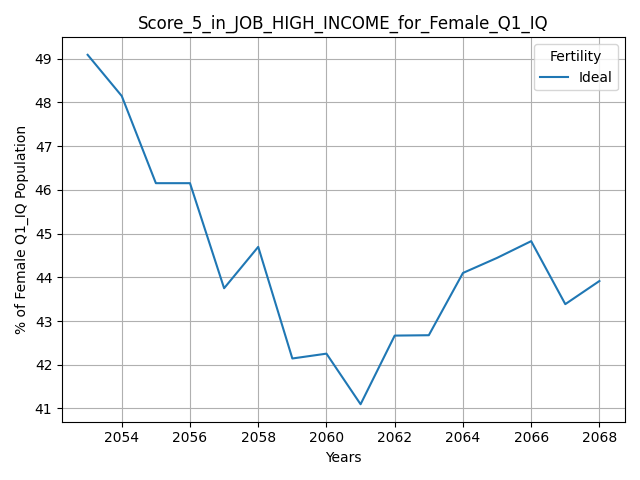 Score_5_in_JOB_HIGH_INCOME_for_Female_Q1_IQ
Fertility
Ideal
% of Female Q1_IQ Population
49
48
47
46
45
44
43
42
41
2054 2056 2058 2060 2062 2064 2066 2068
Years